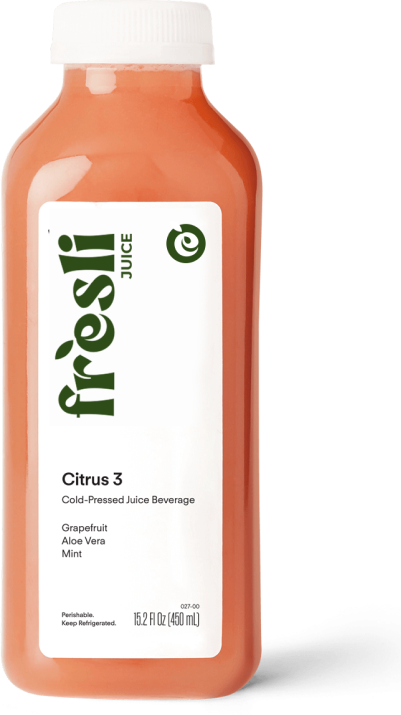 frèsli
JUICE
Citrus 3
Cold-Pressed Juice Beverage
Grapefruit
Aloe Vera
Mint
027-00
Perishable.
Keep Refrigerated.
15.2 Fl Oz (450 mL)